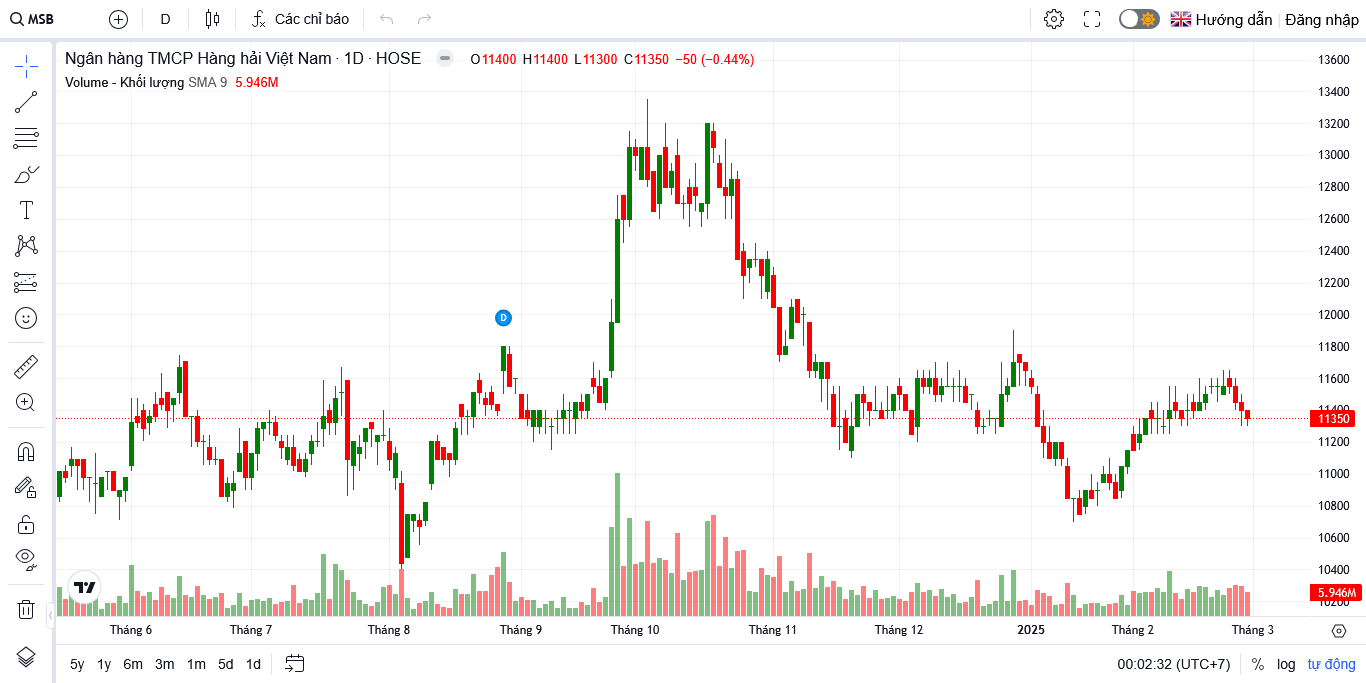 MSB D Các chỉ báo Hướng dẫn Đăng nhập
Ngân hàng TMCP Hàng hải Việt Nam · 1D · HOSE O11400 H11400 L11300 C11350 −50 (−0.44%)
Volume - Khối lượng SMA 9 5.946M
13600
13400
13200
13000
12800
12600
12400
12200
12000
D
11800
11600
11400
11350
11200
11000
10800
10600
10400
5.946M
10200
Tháng 6 Tháng 7 Tháng 8 Tháng 9 Tháng 10 Tháng 11 Tháng 12 2025 Tháng 2 Tháng 3
5y 1y 6m 3m 1m 5d 1d 00:02:32 (UTC+7) % log tự động